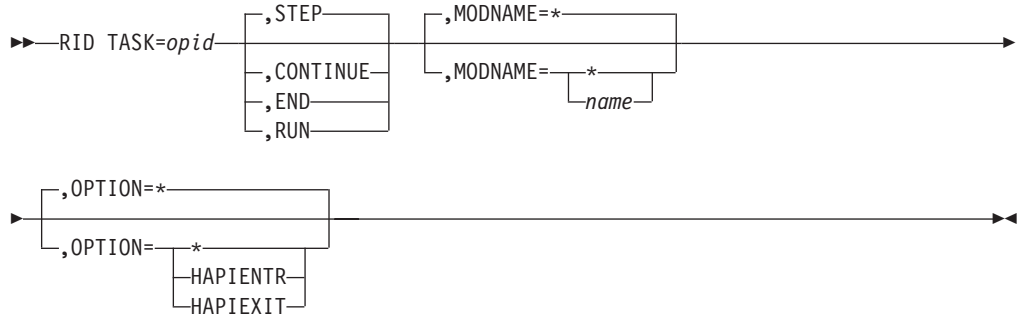 ,STEP ,MODNAME=*
RID TASK=opid
,CONTINUE ,MODNAME= *
,END name
,RUN
,OPTION=*
,OPTION= *
HAPIENTR
HAPIEXIT